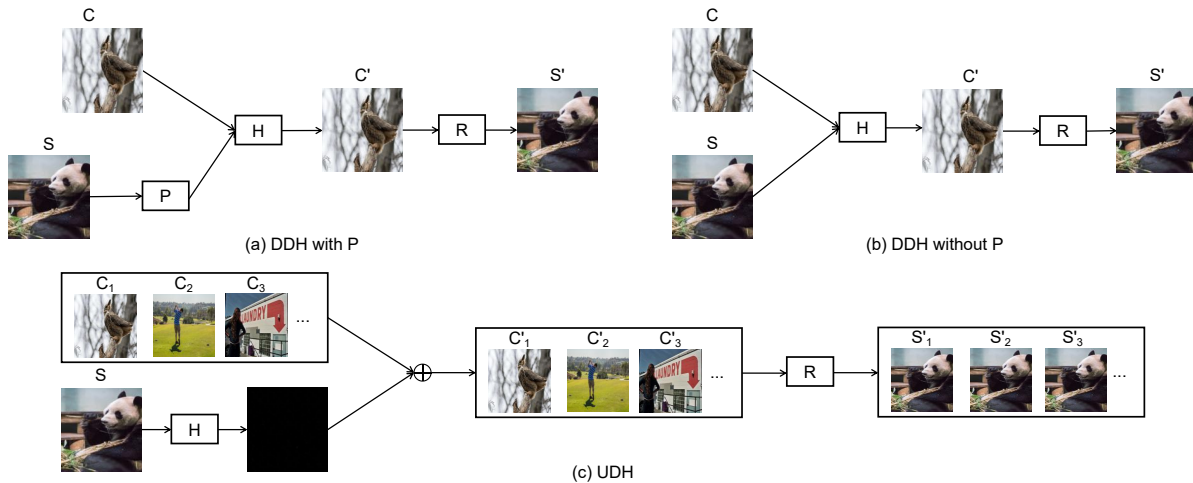 C
S
P
H
C'
R
S'
(a) DDH with P
C
S
H
C'
R
S'
(b) DDH without P
C₁ C₂ C₃
LAUNDRY
...
S
H
C'₁ C'₂ C'₃
LAUNDRY
...
R
S'₁ S'₂ S'₃
...
(c) UDH